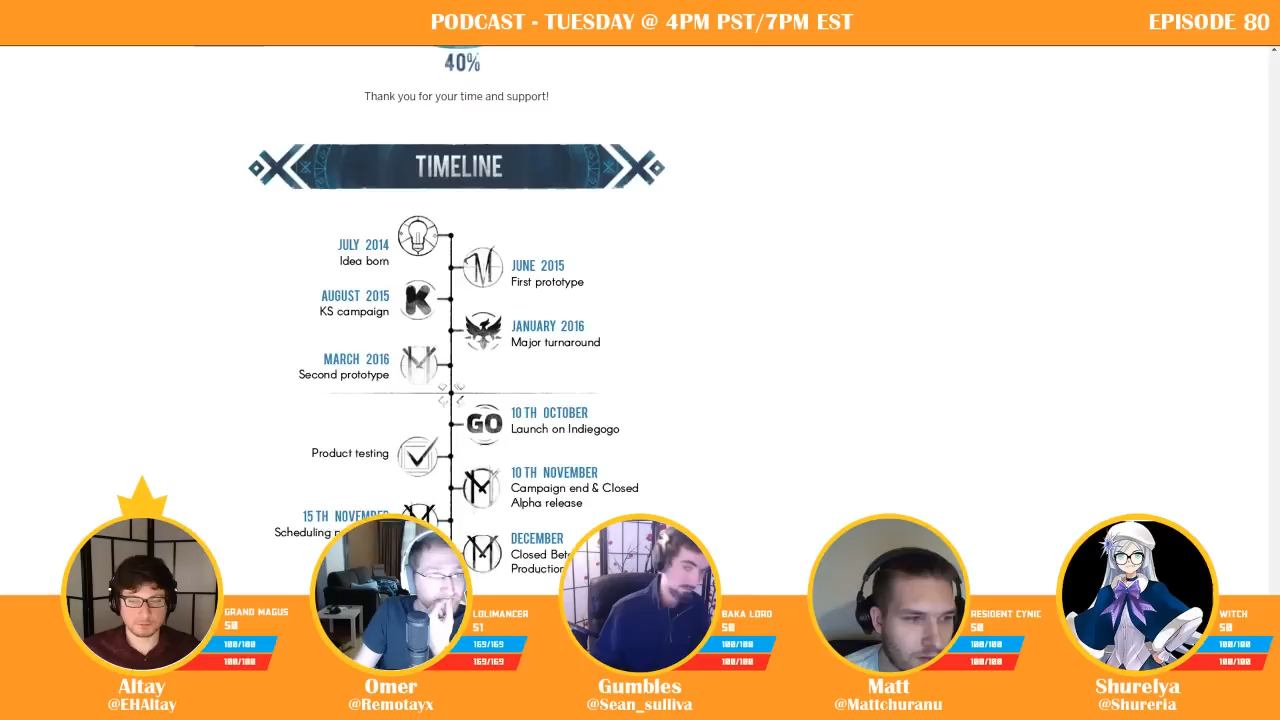 PODCAST - TUESDAY @ 4PM PST/7PM EST
EPISODE 80
40%
Thank you for your time and support!
TIMELINE
JULY 2014
Idea born
JUNE 2015
First prototype
AUGUST 2015
KS campaign
JANUARY 2016
Major turnaround
MARCH 2016
Second prototype
GO
10TH OCTOBER
Launch on Indiegogo
Product testing
10TH NOVEMBER
Campaign end & Closed
Alpha release
15TH NOVEMBER
Scheduling
DECEMBER
Closed
Production
GRAND MAGUS
50
100/100
100/100
Altay
@EHAltay
LOLIMANCER
51
169/169
169/169
Omer
@Remotayx
BAKA LORD
50
100/100
100/100
Gumbles
@Sean_sulliva
RESIDENT CYNIC
50
100/100
100/100
Matt
@Mattchuranu
WITCH
50
100/100
100/100
Shurelya
@Shureria